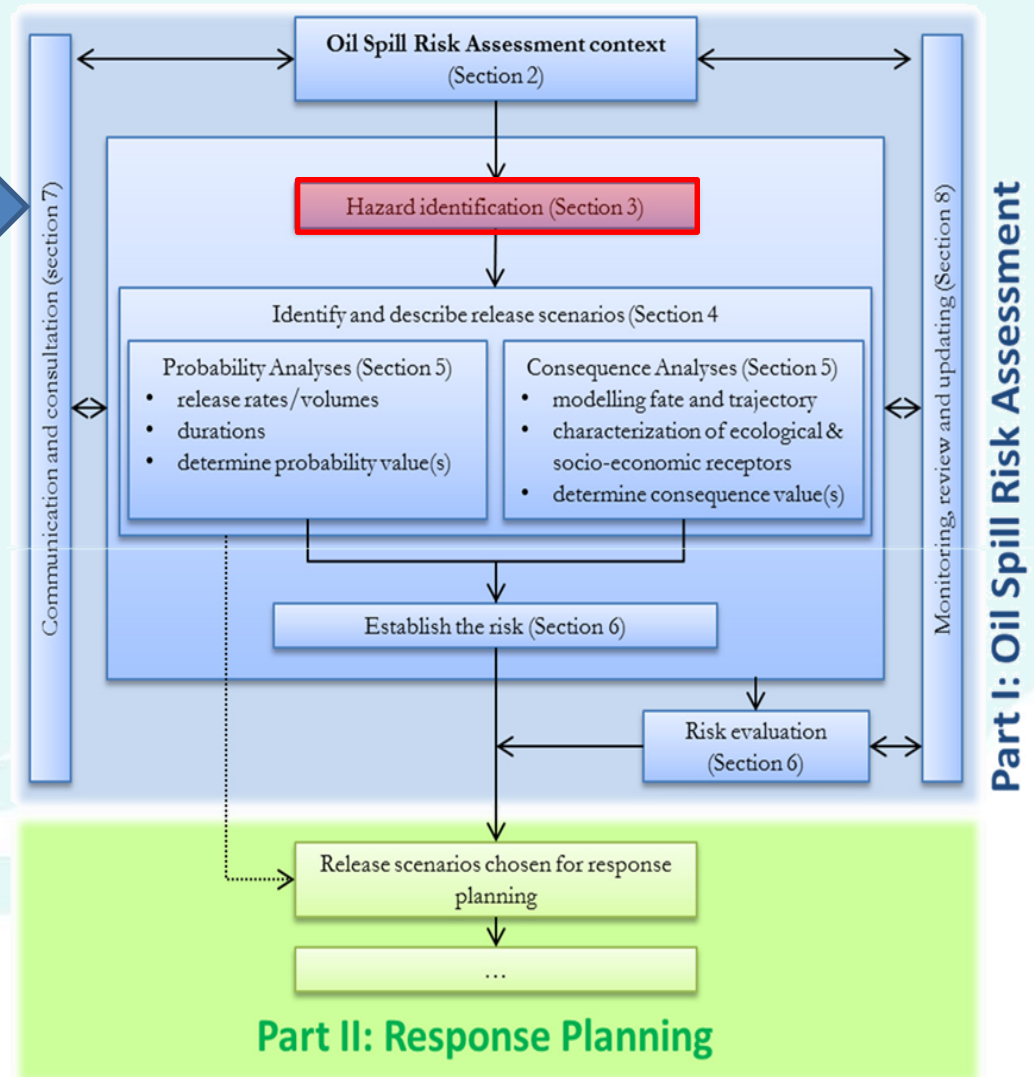 Oil Spill Risk Assessment context
(Section 2)
Communication and consultation (section 7)
Hazard identification (Section 3)
Identify and describe release scenarios (Section 4
Probability Analyses (Section 5)
• release rates/volumes
• durations
• determine probability value(s)
Consequence Analyses (Section 5)
• modelling fate and trajectory
• characterization of ecological &
socio-economic receptors
• determine consequence value(s)
Establish the risk (Section 6)
Risk evaluation
(Section 6)
Monitoring, review and updating (Section 8)
Part I: Oil Spill Risk Assessment
Release scenarios chosen for response
planning
...
Part II: Response Planning